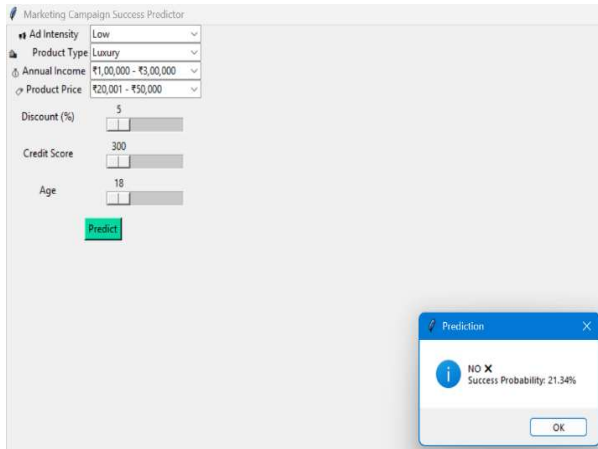 Marketing Campaign Success Predictor
Ad Intensity Low
Product Type Luxury
Annual Income ₹1,00,000 - ₹3,00,000
Product Price ₹20,001 - ₹50,000
5
Discount (%)
300
Credit Score
18
Age
Predict
Prediction
NO ❌
Success Probability: 21.34%
OK